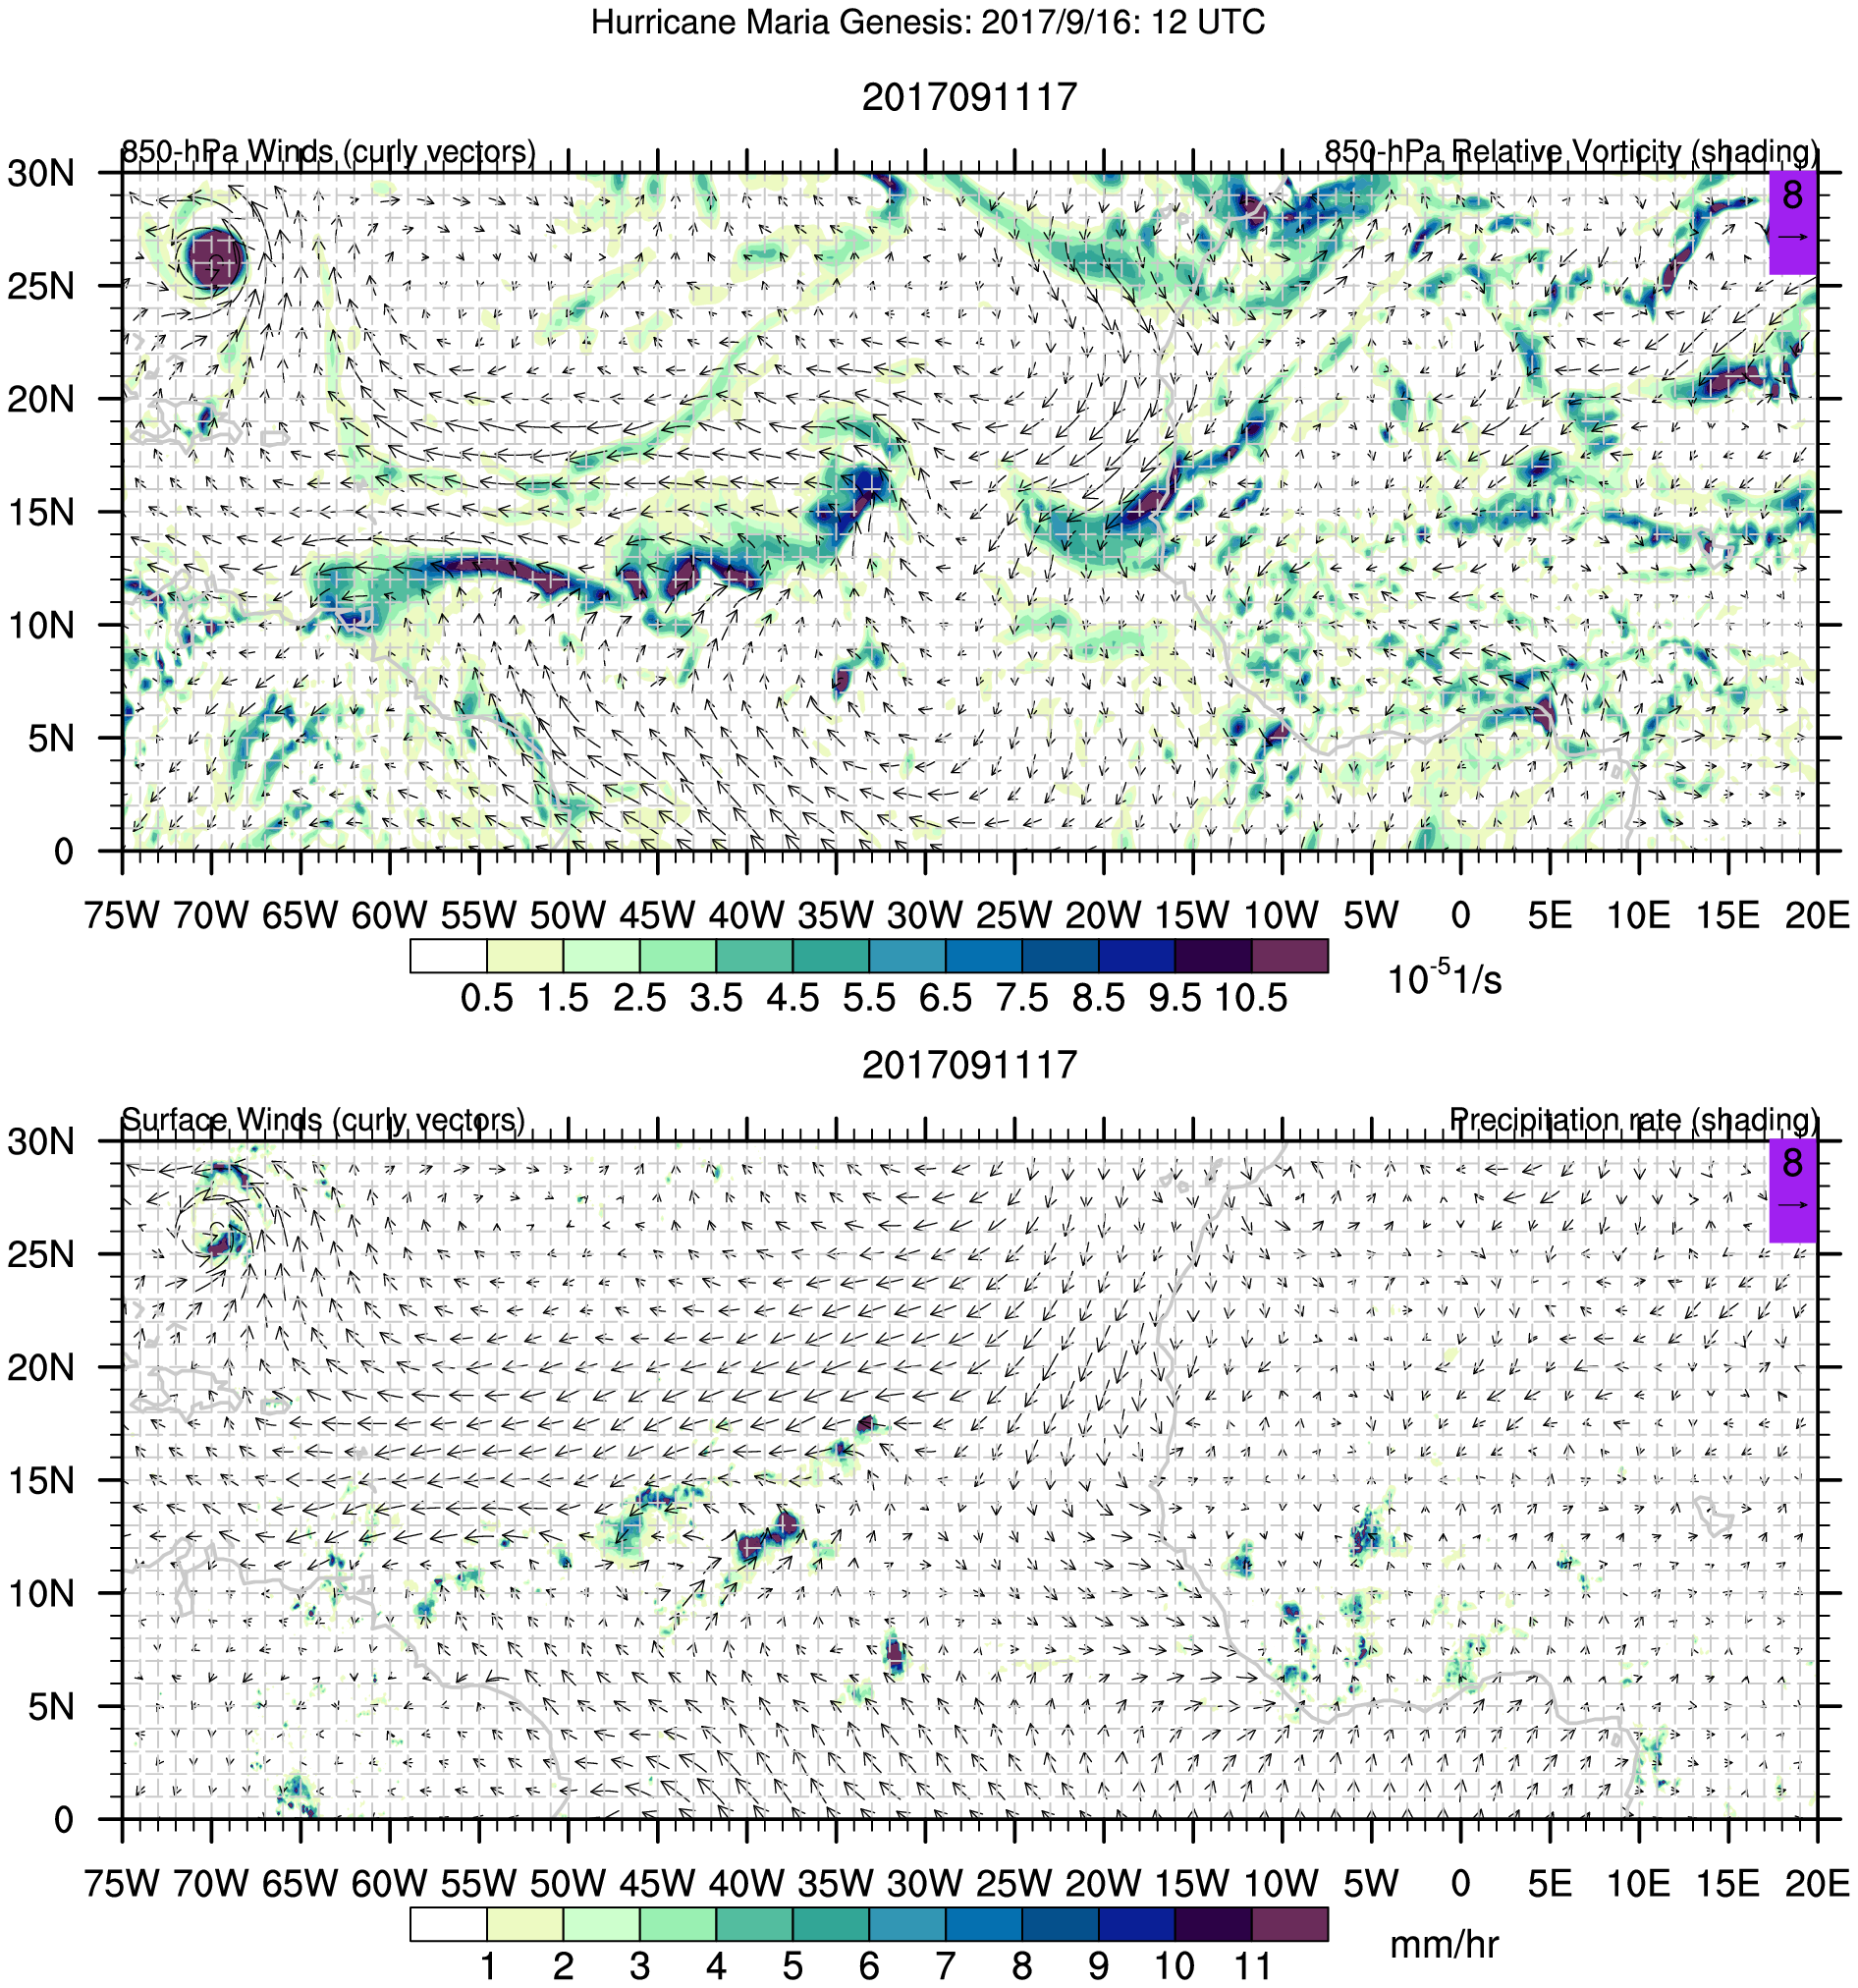 Hurricane Maria Genesis: 2017/9/16: 12 UTC
2017091117
850-hPa Winds (curly vectors) 850-hPa Relative Vorticity (shading)
8
30N
25N
20N
15N
10N
5N
0
75W 70W 65W 60W 55W 50W 45W 40W 35W 30W 25W 20W 15W 10W 5W 0 5E 10E 15E 20E
0.5 1.5 2.5 3.5 4.5 5.5 6.5 7.5 8.5 9.5 10.5
10⁻⁵1/s
2017091117
Surface Winds (curly vectors) Precipitation rate (shading)
8
30N
25N
20N
15N
10N
5N
0
75W 70W 65W 60W 55W 50W 45W 40W 35W 30W 25W 20W 15W 10W 5W 0 5E 10E 15E 20E
1 2 3 4 5 6 7 8 9 10 11
mm/hr